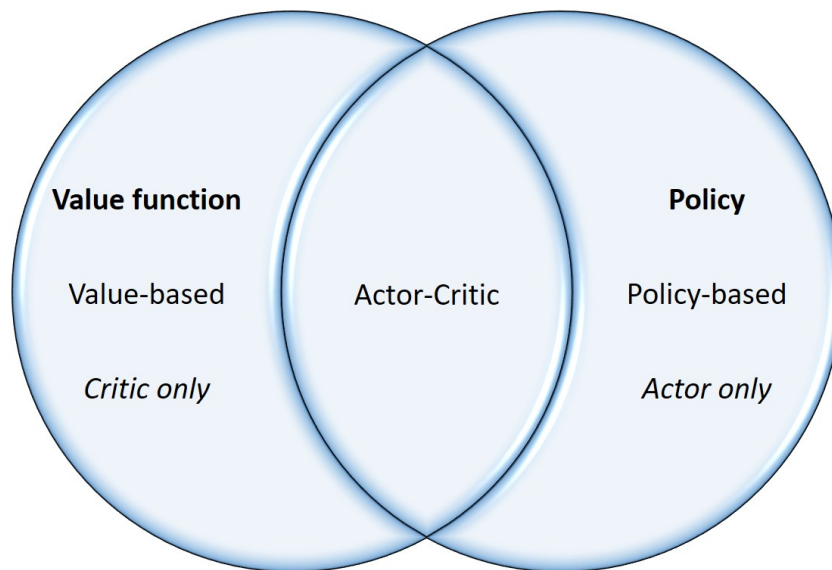 Value function
Policy
Value-based
Actor-Critic
Policy-based
Critic only
Actor only